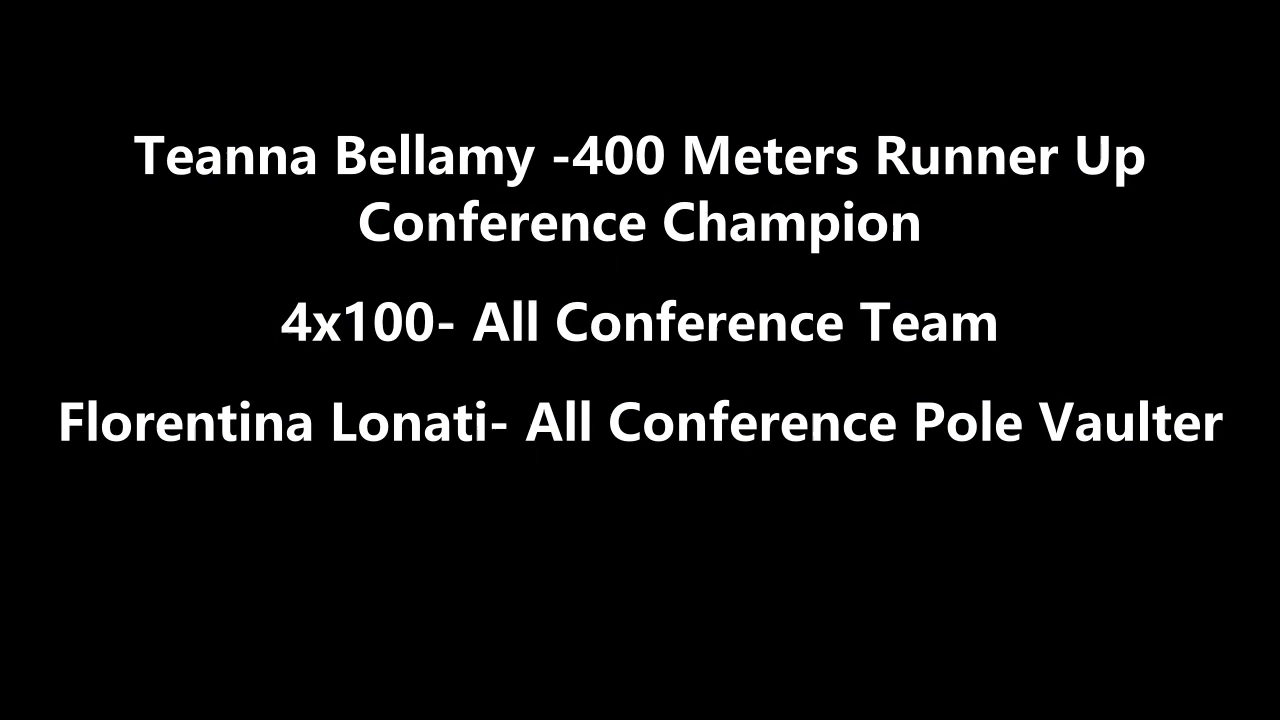 Teanna Bellamy -400 Meters Runner Up
Conference Champion
4x100- All Conference Team
Florentina Lonati- All Conference Pole Vaulter